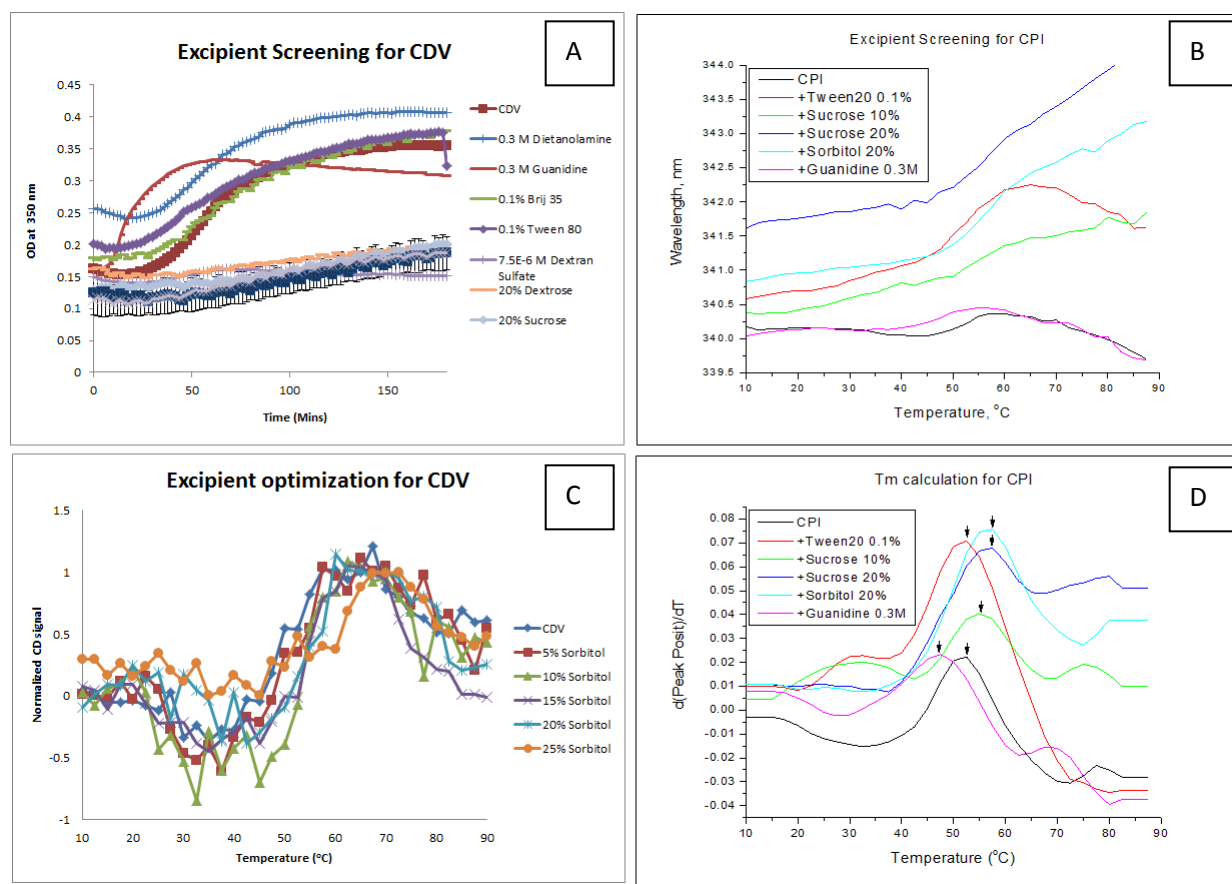 Excipient Screening for CDV
A
OD at 350 nm
0.45
0.4
0.35
0.3
0.25
0.2
0.15
0.1
0.05
0
0
50
100
150
Time (Mins)
CDV
0.3 M Dietanolamine
0.3 M Guanidine
0.1% Brij 35
0.1% Tween 80
7.5E-6 M Dextran
Sulfate
20% Dextrose
20% Sucrose
Excipient Screening for CPI
B
Wavelength, nm
344.0
343.5
343.0
342.5
342.0
341.5
341.0
340.5
340.0
339.5
CPI
+Tween20 0.1%
+Sucrose 10%
+Sucrose 20%
+Sorbitol 20%
+Guanidine 0.3M
10 20 30 40 50 60 70 80 90
Temperature, °C
Excipient optimization for CDV
C
Normalized CD signal
1.5
1
0.5
0
-0.5
-1
10 20 30 40 50 60 70 80 90
Temperature (°C)
CDV
5% Sorbitol
10% Sorbitol
15% Sorbitol
20% Sorbitol
25% Sorbitol
Tm calculation for CPI
D
d(Peak Posit)/dT
0.08
0.07
0.06
0.05
0.04
0.03
0.02
0.01
0.00
-0.01
-0.02
-0.03
-0.04
CPI
+Tween20 0.1%
+Sucrose 10%
+Sucrose 20%
+Sorbitol 20%
+Guanidine 0.3M
10 20 30 40 50 60 70 80 90
Temperature (°C)